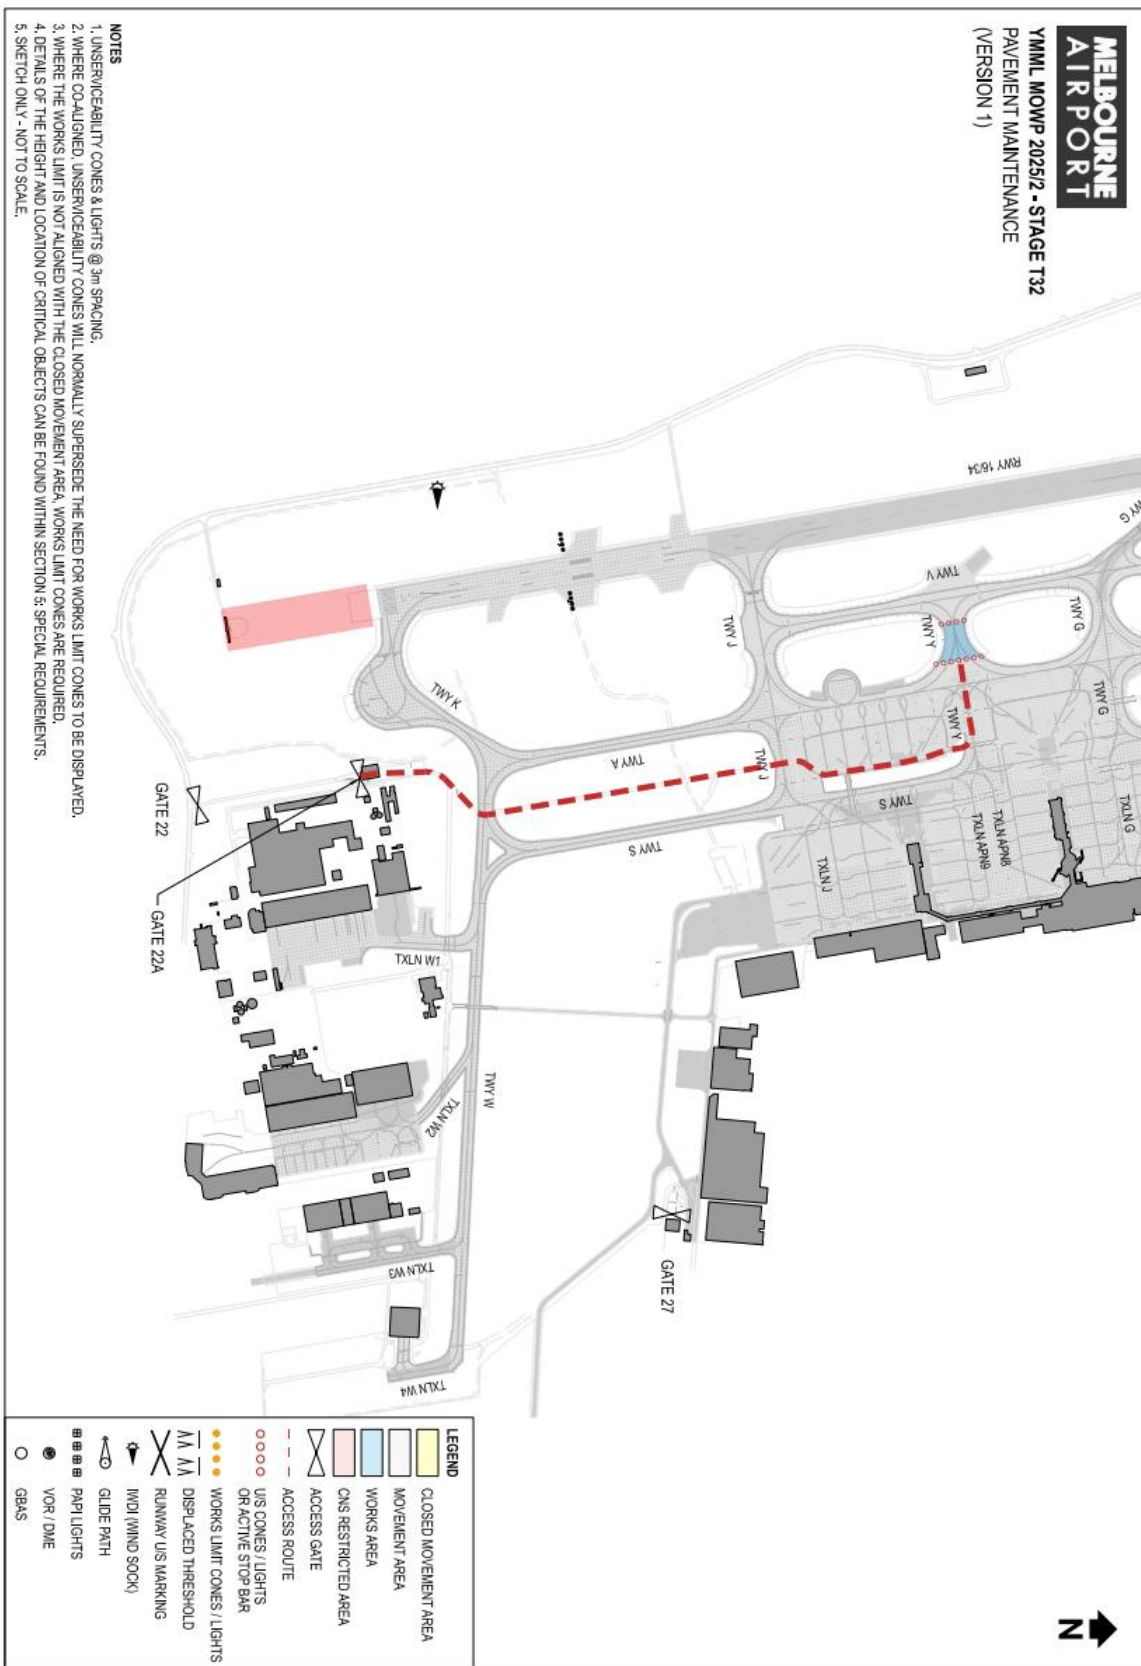 MELBOURNE
AIRPORT
YMML MOWP 2025/2 - STAGE T32
PAVEMENT MAINTENANCE
(VERSION 1)
RWY 16/34
WY G
TWY V
TWY G
TWY Y
TWY J
TWY G
TWY Y
TXLN G
TWY K
TWY A
TWY J
TWY S
TXLN APN8
TXLN APN9
TWY S
TXLN J
GATE 22
GATE 22A
TXLN W1
TWY W
TXLN W2
GATE 27
TXLN W3
TXLN W4
NOTES
1. UNSERVICEABILITY CONES & LIGHTS @ 3m SPACING.
2. WHERE CO-ALIGNED, UNSERVICEABILITY CONES WILL NORMALLY SUPERSEDE THE NEED FOR WORKS LIMIT CONES TO BE DISPLAYED.
3. WHERE THE WORKS LIMIT IS NOT ALIGNED WITH THE CLOSED MOVEMENT AREA, WORKS LIMIT CONES ARE REQUIRED.
4. DETAILS OF THE HEIGHT AND LOCATION OF CRITICAL OBJECTS CAN BE FOUND WITHIN SECTION 5: SPECIAL REQUIREMENTS.
5. SKETCH ONLY - NOT TO SCALE.
LEGEND
CLOSED MOVEMENT AREA
MOVEMENT AREA
WORKS AREA
CNS RESTRICTED AREA
ACCESS GATE
ACCESS ROUTE
U/S CONES / LIGHTS
OR ACTIVE STOP BAR
WORKS LIMIT CONES / LIGHTS
DISPLACED THRESHOLD
RUNWAY U/S MARKING
IWDI (WIND SOCK)
GLIDE PATH
PAPI LIGHTS
VOR / DME
GBAS
N